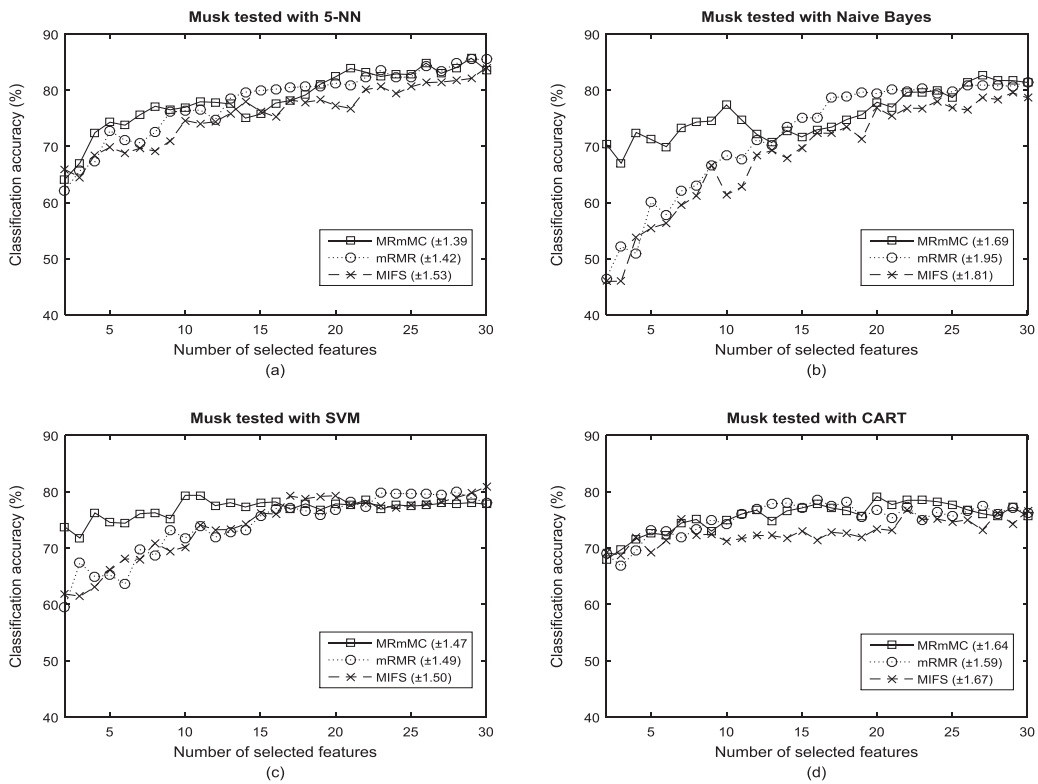 Musk tested with 5-NN
90
80
70
60
50
40
Classification accuracy (%)
MRmMC (±1.39
mRMR (±1.42)
MIFS (±1.53)
5 10 15 20 25 30
Number of selected features
(a)
Musk tested with Naive Bayes
90
80
70
60
50
40
Classification accuracy (%)
MRmMC (±1.69
mRMR (±1.95)
MIFS (±1.81)
5 10 15 20 25 30
Number of selected features
(b)
Musk tested with SVM
90
80
70
60
50
40
Classification accuracy (%)
MRmMC (±1.47
mRMR (±1.49)
MIFS (±1.50)
5 10 15 20 25 30
Number of selected features
(c)
Musk tested with CART
90
80
70
60
50
40
Classification accuracy (%)
MRmMC (±1.64
mRMR (±1.59)
MIFS (±1.67)
5 10 15 20 25 30
Number of selected features
(d)